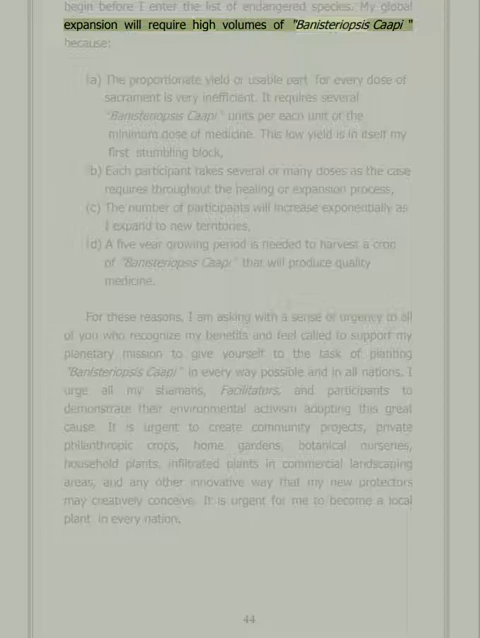 begin before I enter the list of endangered species. My global
expansion will require high volumes of "Banisteriopsis Caapi "
because:
(a) The proportionate yield or usable part for every dose of
sacrament is very inefficient. It requires several
"Banisteriopsis Caapi" units per each unit of the
minimum dose of medicine. This low yield is in itself my
first stumbling block,
(b) Each participant takes several or many doses as the case
requires throughout the healing or expansion process,
(c) The number of participants will increase exponentially as
I expand to new territories,
(d) A five year growing period is needed to harvest a crop
of "Banisteriopsis Caapi" that will produce quality
medicine.
For these reasons, I am asking with a sense of urgency to all
of you who recognize my benefits and feel called to support my
planetary mission to give yourself to the task of planting
"Banisteriopsis Caapi" in every way possible and in all nations. I
urge all my shamans, Facilitators, and participants to
demonstrate their environmental activism adopting this great
cause. It is urgent to create community projects, private
philanthropic crops, home gardens, botanical nurseries,
household plants, infiltrated plants in commercial landscaping
areas, and any other innovative way that my new protectors
may creatively conceive. It is urgent for me to become a local
plant in every nation.
44